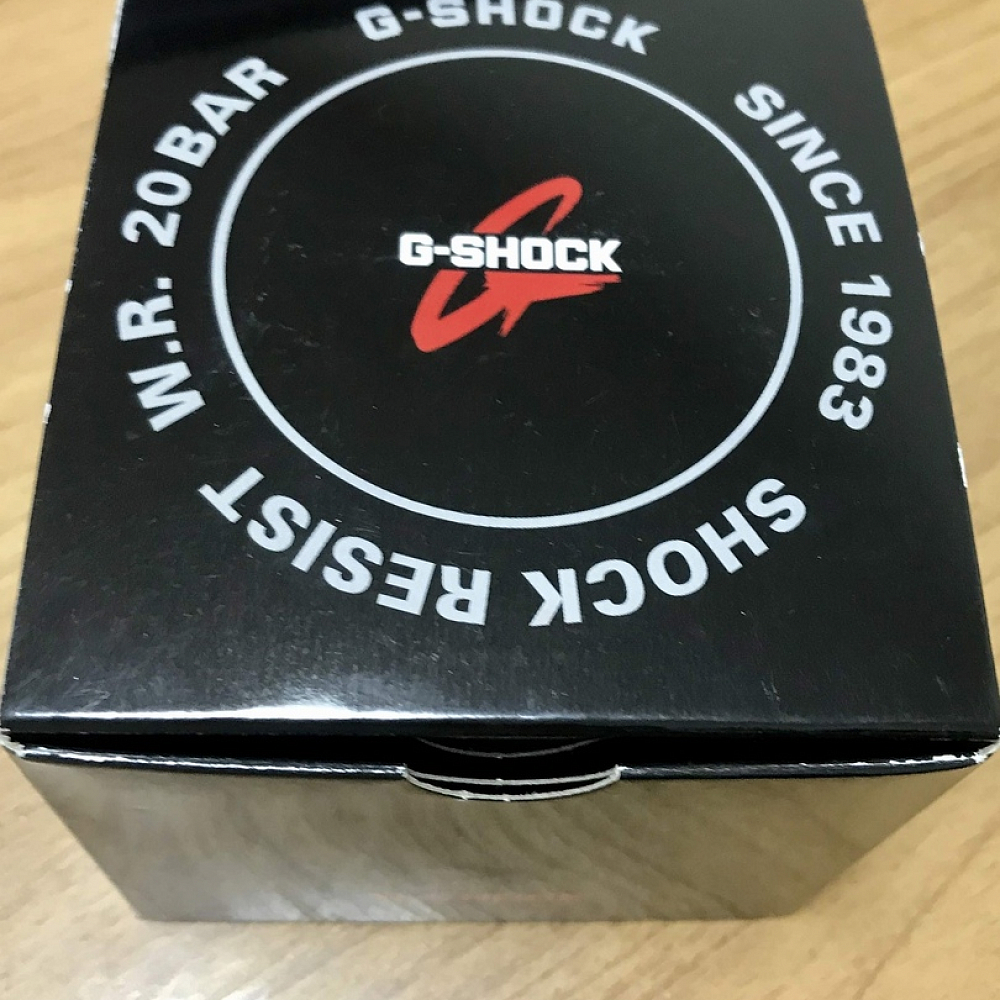 G-SHOCK
SINCE 1983
SHOCK RESIST
W.R. 20BAR
G-SHOCK